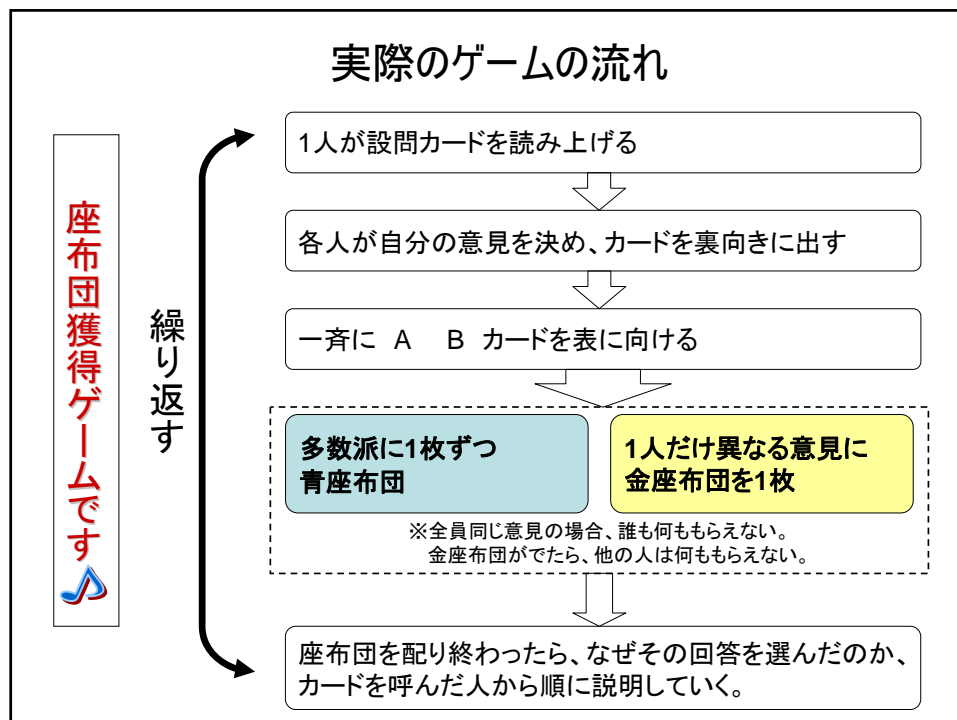 実際のゲームの流れ
座布団獲得ゲームです
繰り返す
1人が設問カードを読み上げる
各人が自分の意見を決め、カードを裏向きに出す
一斉に A B カードを表に向ける
多数派に1枚ずつ
青座布団
1人だけ異なる意見に
金座布団を1枚
※全員同じ意見の場合、誰も何ももらえない。
金座布団がでたら、他の人は何ももらえない。
座布団を配り終わったら、なぜその回答を選んだのか、
カードを呼んだ人から順に説明していく。